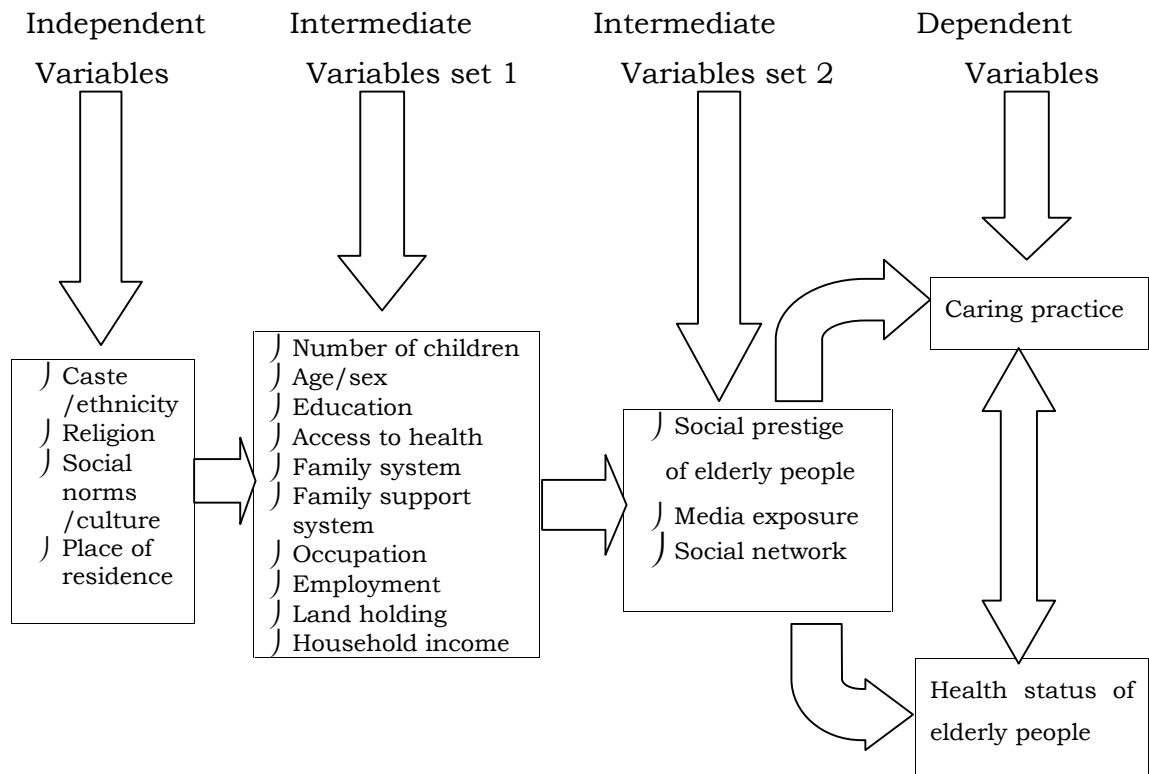 Independent
Variables
Intermediate
Variables set 1
Intermediate
Variables set 2
Dependent
Variables
Caste
/ethnicity
Religion
Social
norms
/culture
Place of
residence
Number of children
Age/sex
Education
Access to health
Family system
Family support
system
Occupation
Employment
Land holding
Household income
Social prestige
of elderly people
Media exposure
Social network
Caring practice
Health status of
elderly people